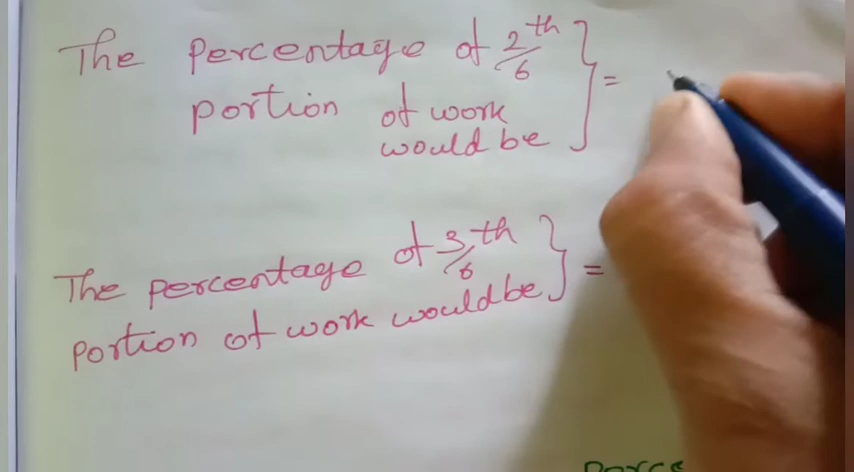 The percentage of 2/6 th
portion of work
would be } =
The percentage of 3/6 th
portion of work would be } =